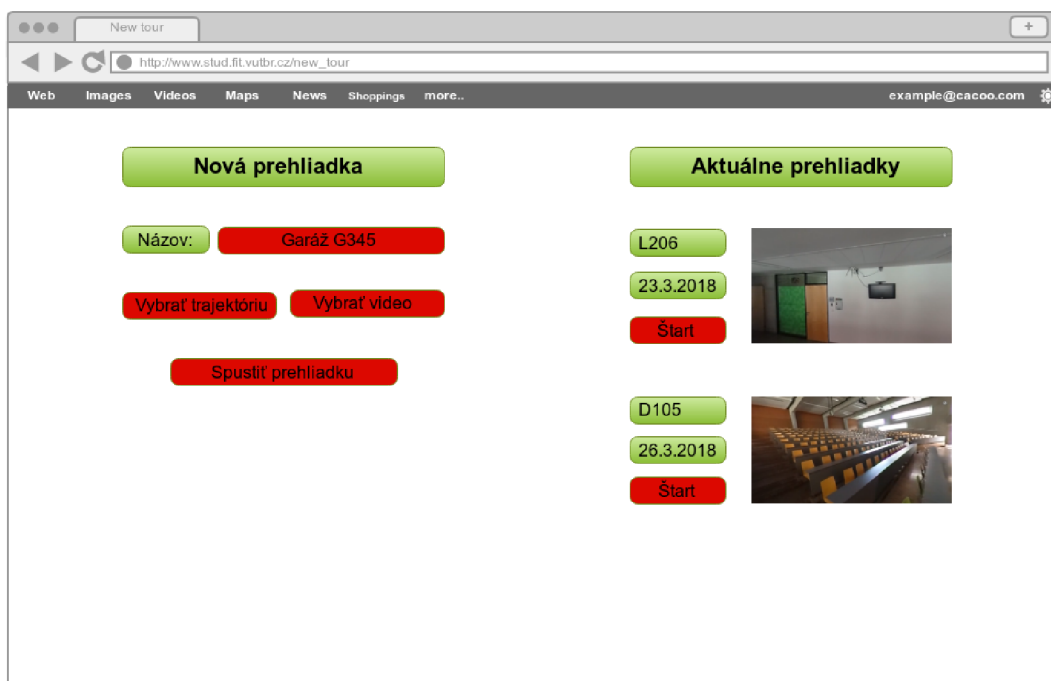 New tour
+
http://www.stud.fit.vutbr.cz/new_tour
Web Images Videos Maps News Shoppings more.. example@cacoo.com
Nová prehliadka
Názov: Garáž G345
Vybrať trajektóriu Vybrať video
Spustiť prehliadku
Aktuálne prehliadky
L206
23.3.2018
Štart
D105
26.3.2018
Štart